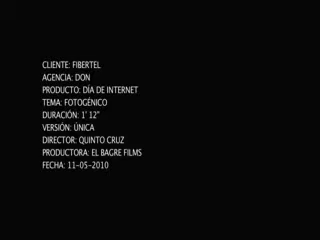 CLIENTE: FIBERTEL
AGENCIA: DON
PRODUCTO: DÍA DE INTERNET
TEMA: FOTOGÉNICO
DURACIÓN: 1' 12"
VERSIÓN: ÚNICA
DIRECTOR: QUINTO CRUZ
PRODUCTORA: EL BAGRE FILMS
FECHA: 11-05-2010